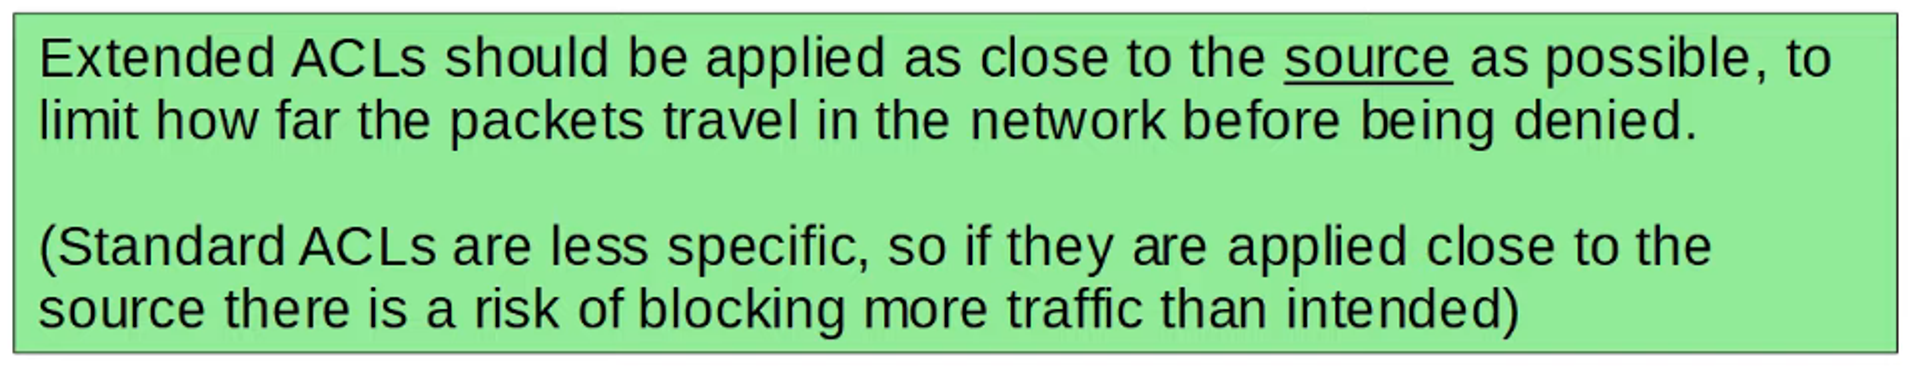 Extended ACLs should be applied as close to the source as possible, to
limit how far the packets travel in the network before being denied.
(Standard ACLs are less specific, so if they are applied close to the
source there is a risk of blocking more traffic than intended)